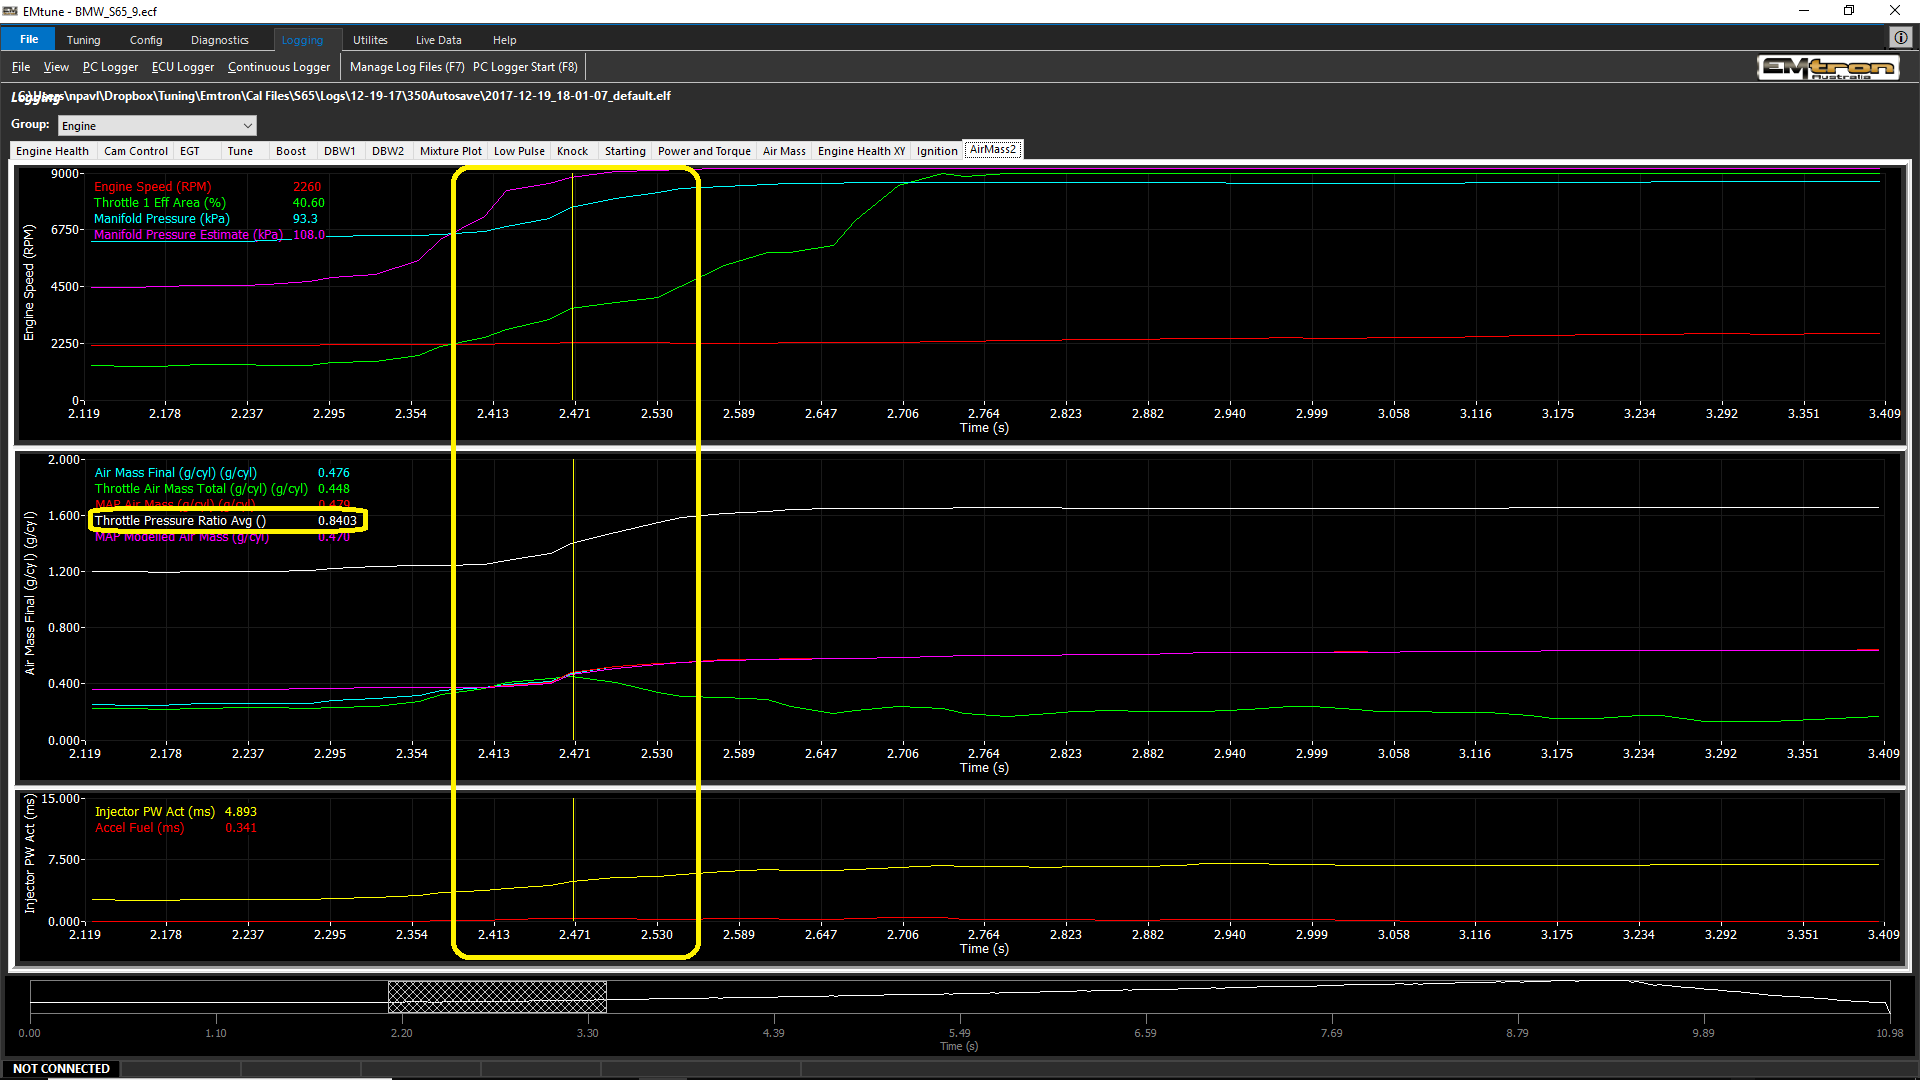 EMtune - BMW_S65_9.ecf
File Tuning Config Diagnostics Logging Utilites Live Data Help
File View PC Logger ECU Logger Continuous Logger Manage Log Files (F7) PC Logger Start (F8)
EMtron
Australia
Logging
\npavl\Dropbox\Tuning\Emtron\Cal Files\S65\Logs\12-19-17\350Autosave\2017-12-19_18-01-07_default.elf
Group: Engine
Engine Health Cam Control EGT Tune Boost DBW1 DBW2 Mixture Plot Low Pulse Knock Starting Power and Torque Air Mass Engine Health XY Ignition AirMass2
Engine Speed (RPM)
9000
6750
4500
2250
0
Engine Speed (RPM) 2260
Throttle 1 Eff Area (%) 40.60
Manifold Pressure (kPa) 93.3
Manifold Pressure Estimate (kPa) 108.0
2.119 2.178 2.237 2.295 2.354 2.413 2.471 2.530 2.589 2.647 2.706 2.764 2.823 2.882 2.940 2.999 3.058 3.116 3.175 3.234 3.292 3.351 3.409
Time (s)
Air Mass Final (g/cyl) (g/cyl)
2.000
1.600
1.200
0.800
0.400
0.000
Air Mass Final (g/cyl) (g/cyl) 0.476
Throttle Air Mass Total (g/cyl) (g/cyl) 0.448
MAP Air Mass (g/cyl) (g/cyl) 0.479
Throttle Pressure Ratio Avg () 0.8403
MAP Modelled Air Mass (g/cyl) 0.470
2.119 2.178 2.237 2.295 2.354 2.413 2.471 2.530 2.589 2.647 2.706 2.764 2.823 2.882 2.940 2.999 3.058 3.116 3.175 3.234 3.292 3.351 3.409
Time (s)
Injector PW Act (ms)
15.000
7.500
0.000
Injector PW Act (ms) 4.893
Accel Fuel (ms) 0.341
2.119 2.178 2.237 2.295 2.354 2.413 2.471 2.530 2.589 2.647 2.706 2.764 2.823 2.882 2.940 2.999 3.058 3.116 3.175 3.234 3.292 3.351 3.409
Time (s)
0.00 1.10 2.20 3.30 4.39 5.49 6.59 7.69 8.79 9.89 10.98
Time (s)
NOT CONNECTED